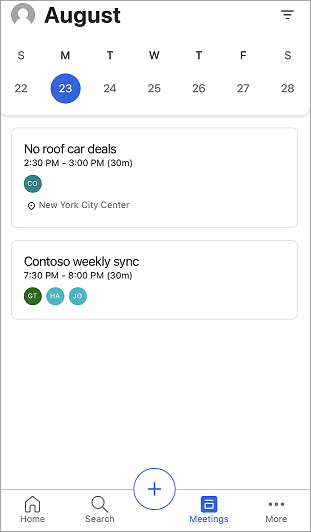 August
S M T W T F S
22 23 24 25 26 27 28
No roof car deals
2:30 PM - 3:00 PM (30m)
CO
New York City Center
Contoso weekly sync
7:30 PM - 8:00 PM (30m)
GT HA JO
Home Search Meetings More